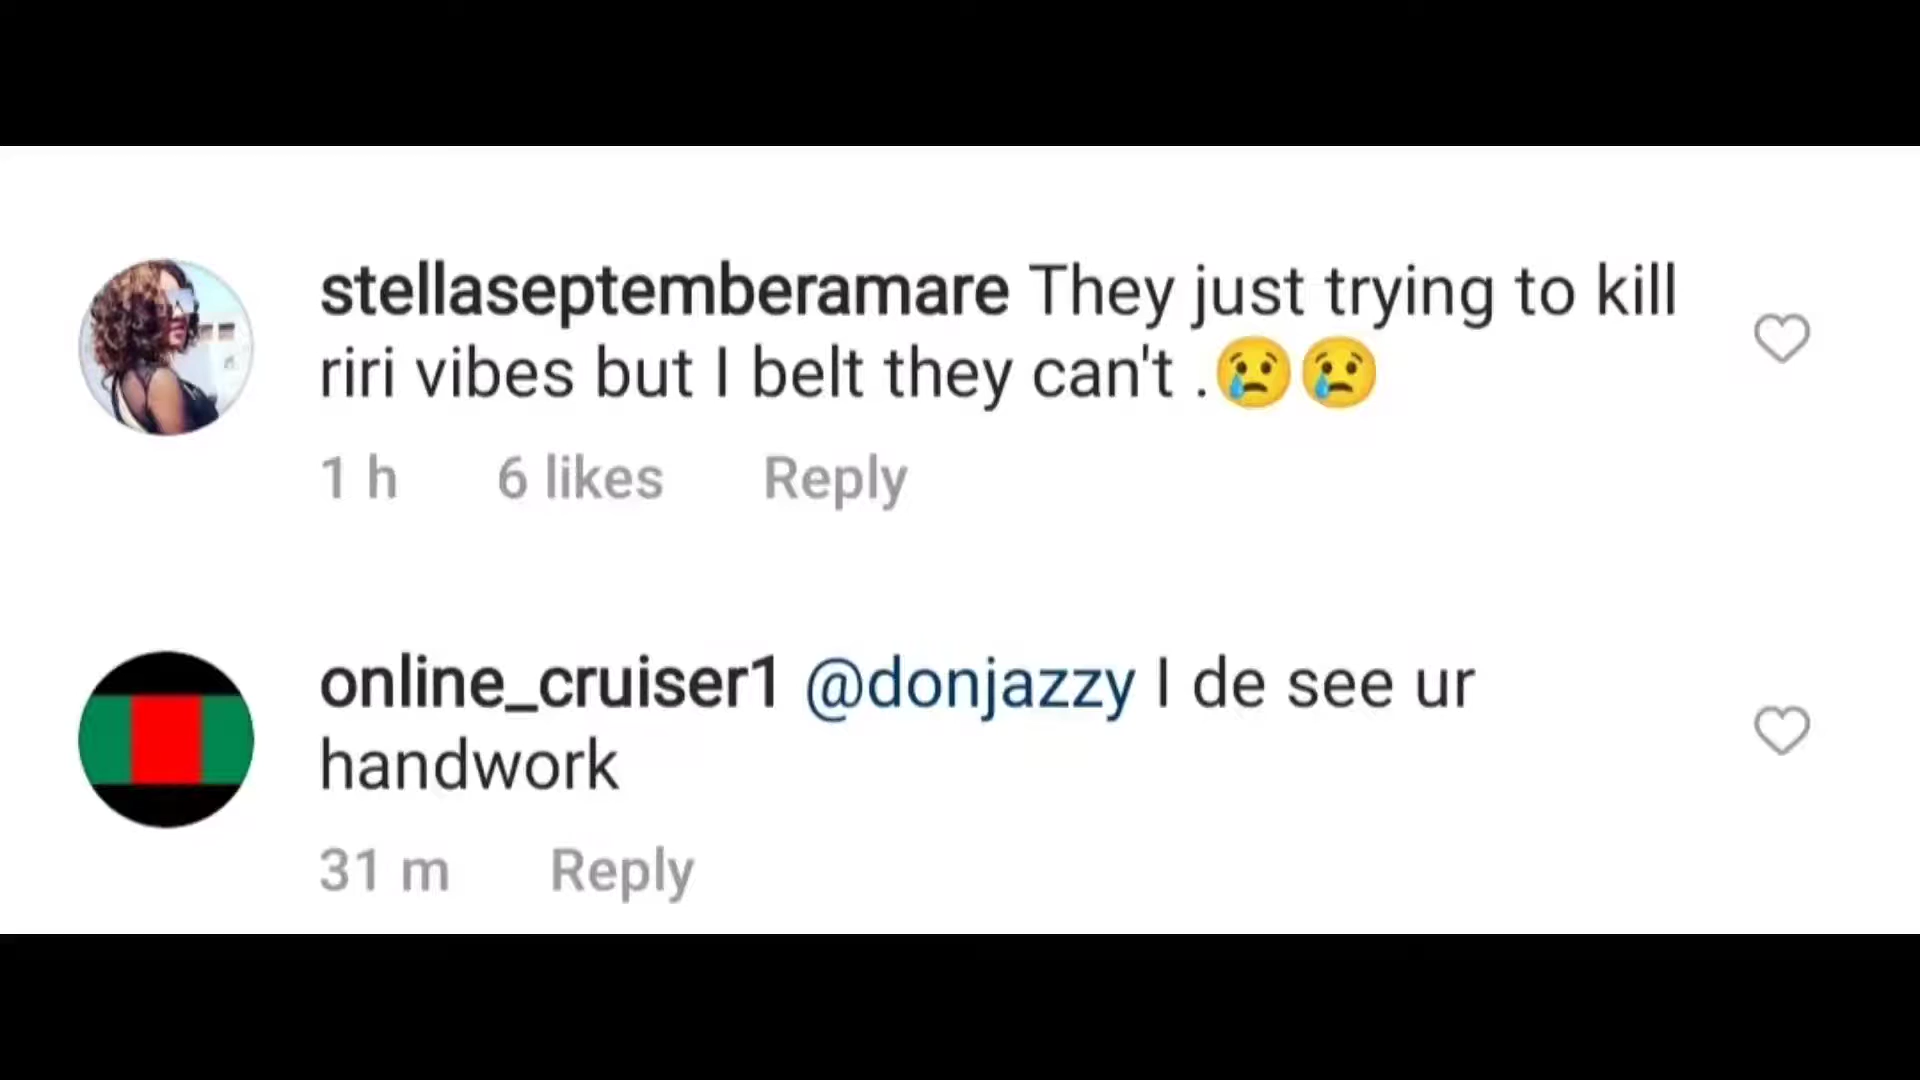 stellaseptemberamare They just trying to kill
riri vibes but I belt they can't .😢😢
1 h 6 likes Reply
online_cruiser1 @donjazzy I de see ur
handwork
31 m Reply